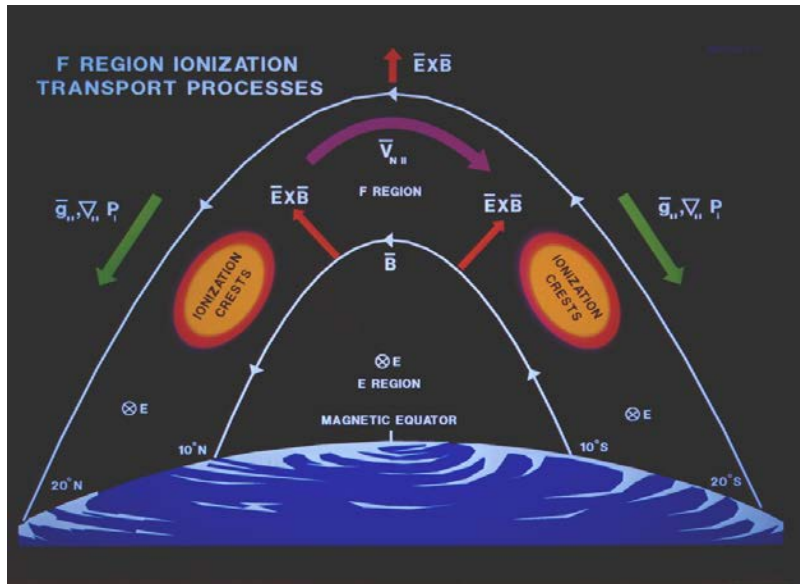 F REGION IONIZATION
TRANSPORT PROCESSES
E̅XB̅
V̅N II
F REGION
E̅XB̅
E̅XB̅
g̅II,∇̅II Pi
g̅II,∇̅II Pi
IONIZATION
CRESTS
IONIZATION
CRESTS
B̅
⊗E
E REGION
⊗E
⊗E
MAGNETIC EQUATOR
10°N
10°S
20°N
20°S